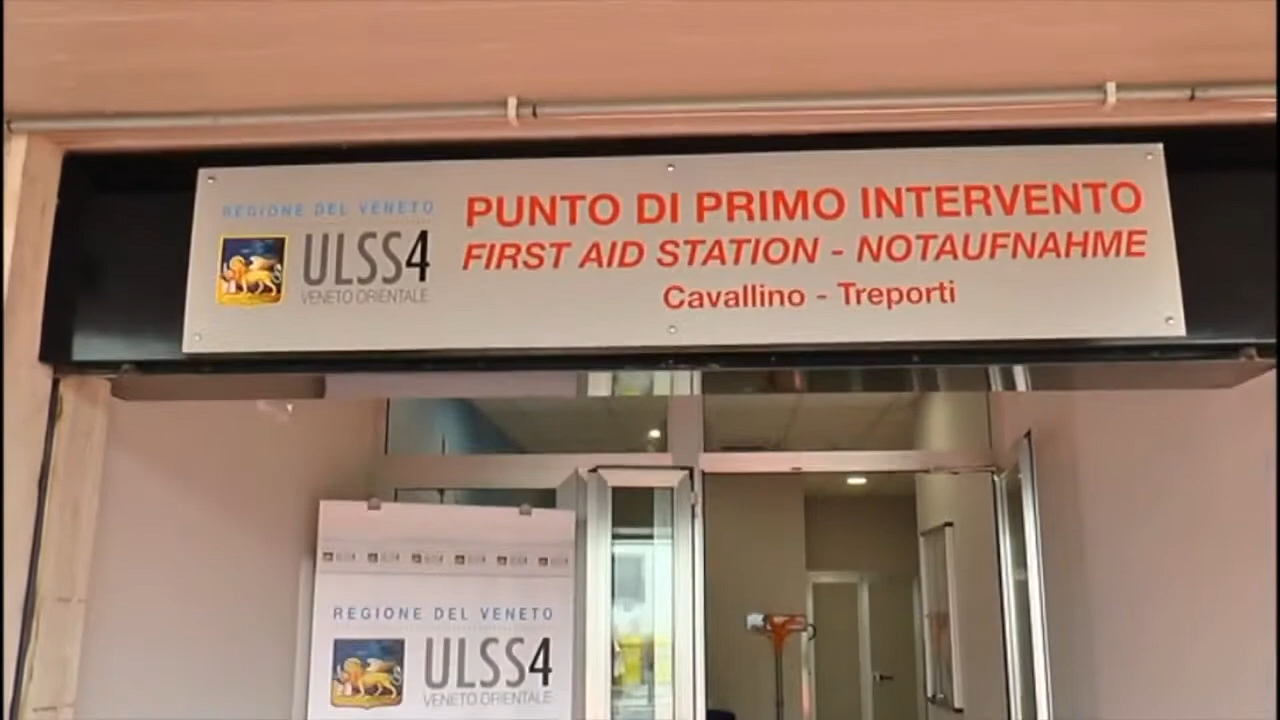 REGIONE DEL VENETO
ULSS4
VENETO ORIENTALE
PUNTO DI PRIMO INTERVENTO
FIRST AID STATION - NOTAUFNAHME
Cavallino - Treporti
REGIONE DEL VENETO
ULSS4
VENETO ORIENTALE